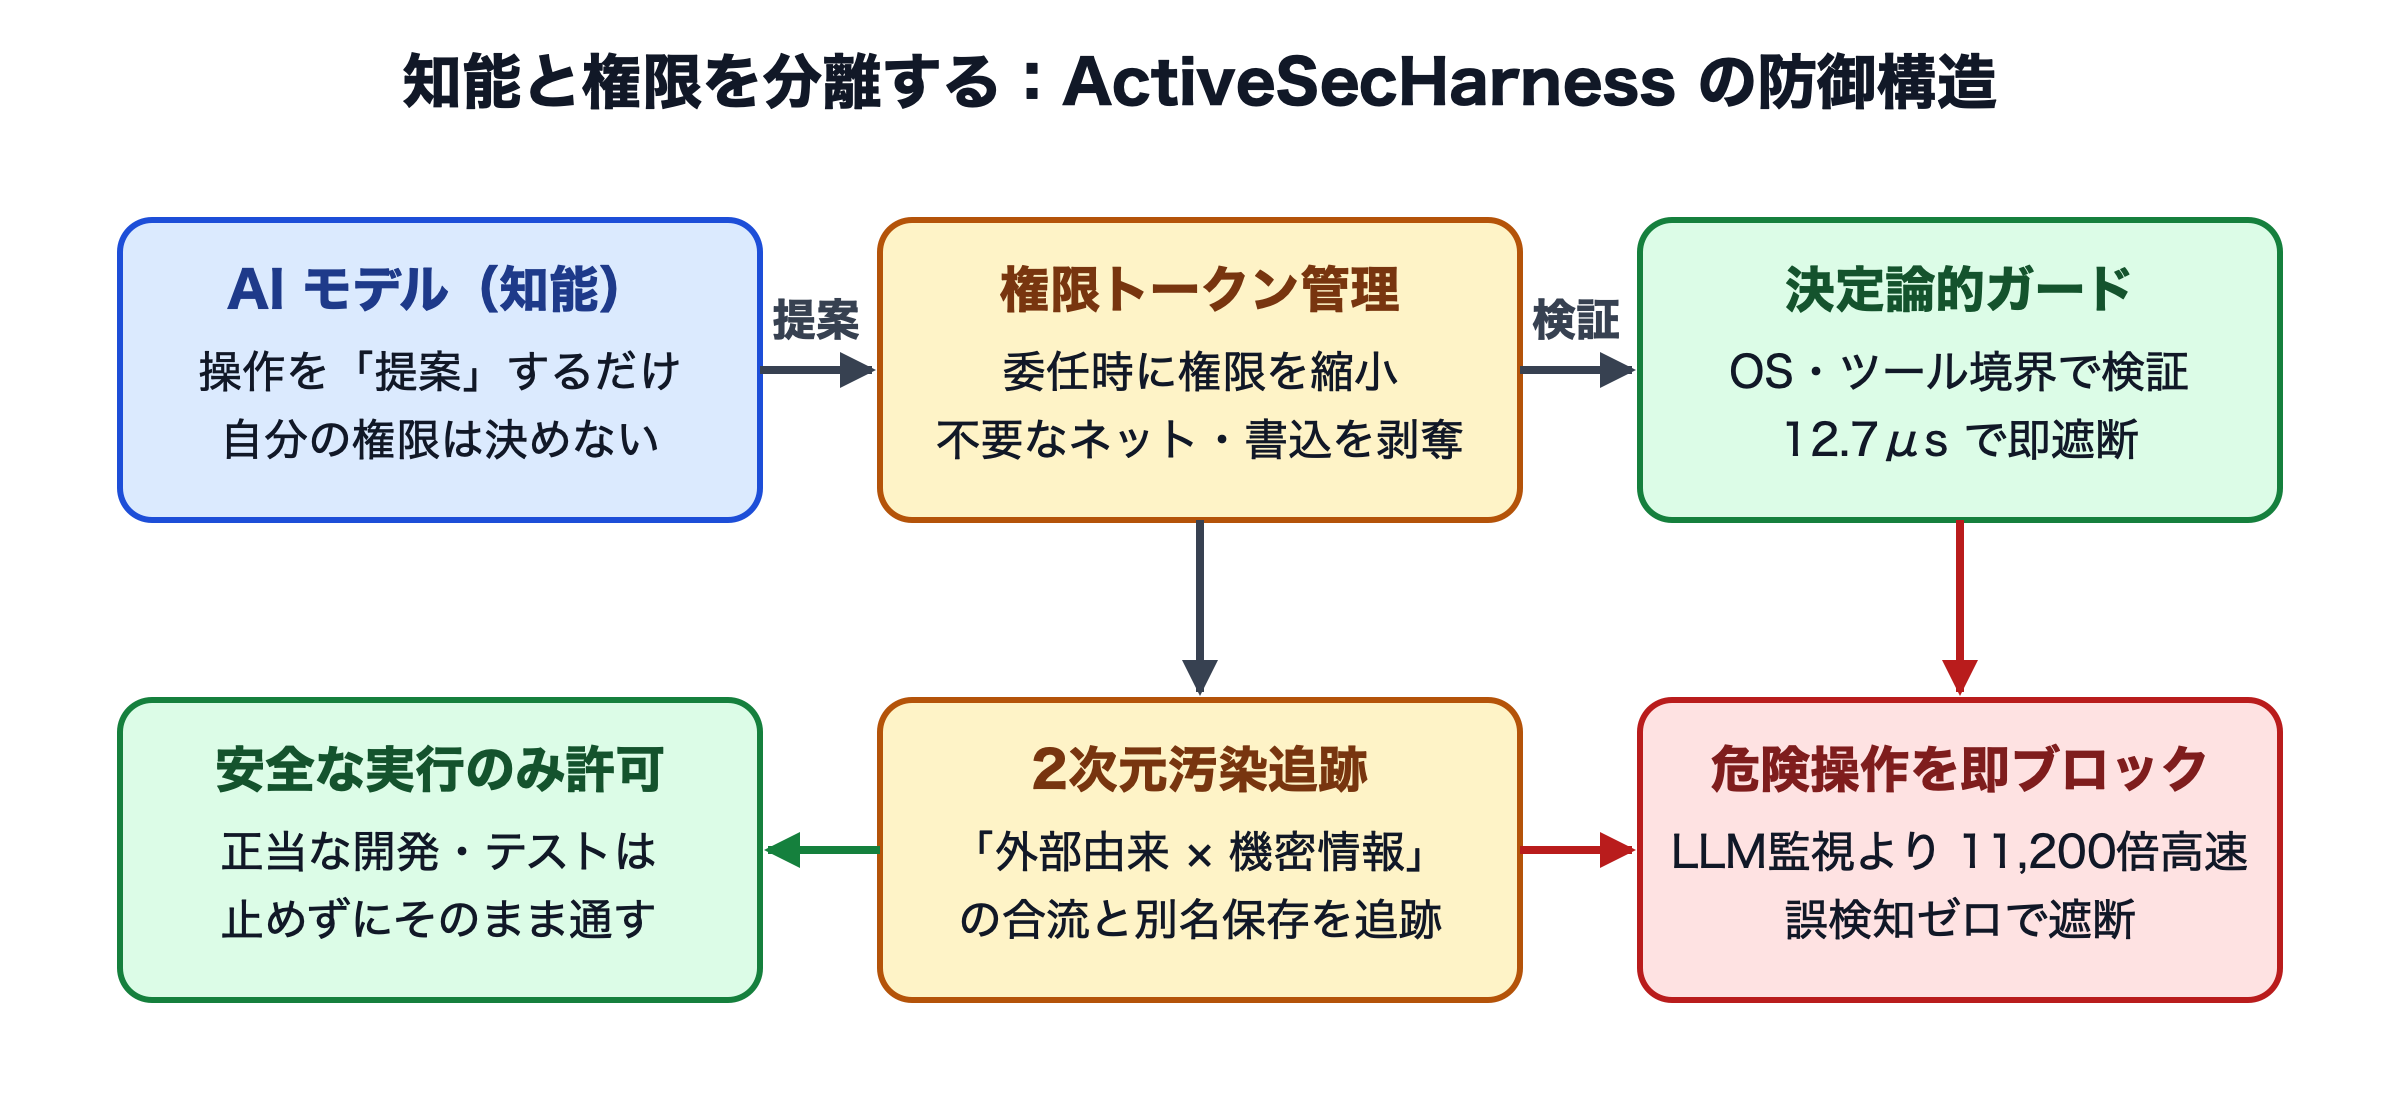 知能と権限を分離する：ActiveSecHarness の防御構造
AI モデル（知能）
操作を「提案」するだけ
自分の権限は決めない
提案
権限トークン管理
委任時に権限を縮小
不要なネット・書込を剥奪
検証
決定論的ガード
OS・ツール境界で検証
12.7μs で即遮断
安全な実行のみ許可
正当な開発・テストは
止めずにそのまま通す
2次元汚染追跡
「外部由来 × 機密情報」
の合流と別名保存を追跡
危険操作を即ブロック
LLM監視より 11,200倍高速
誤検知ゼロで遮断